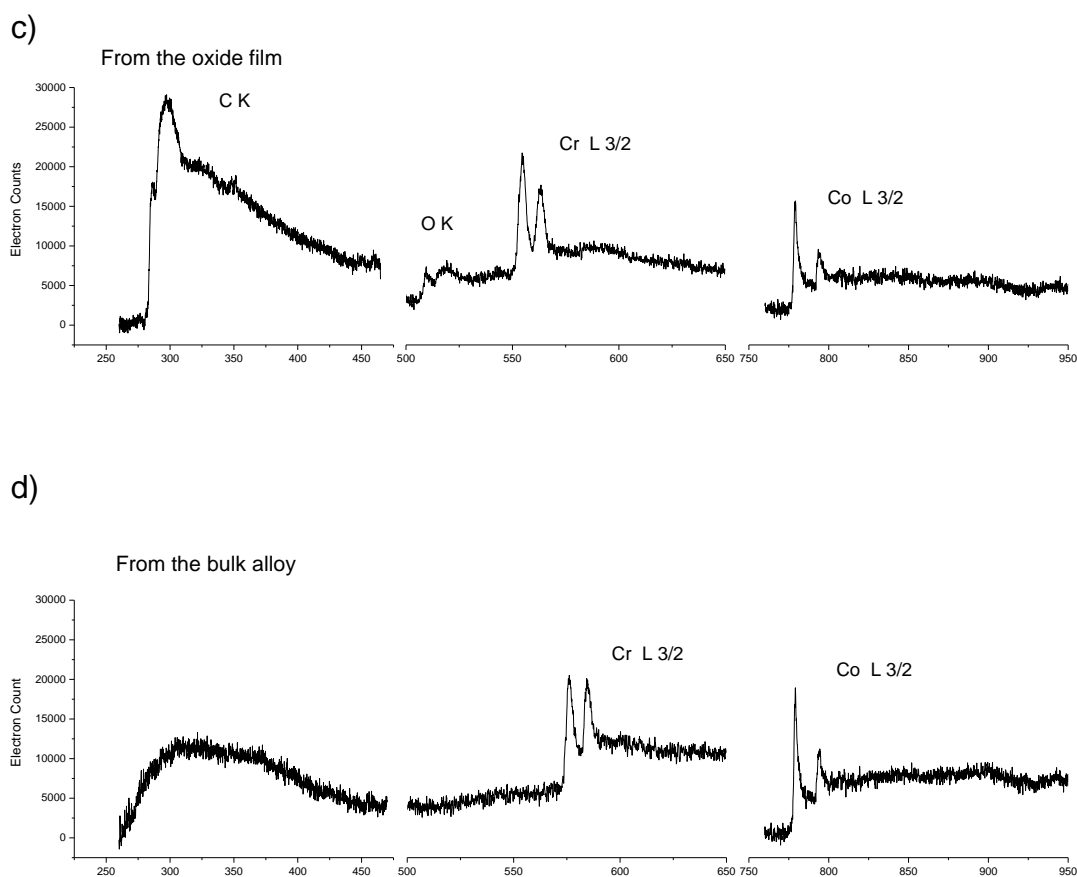 c)
From the oxide film
30000
25000
20000
15000
10000
5000
0
Electron Counts
C K
O K
Cr L 3/2
Co L 3/2
250 300 350 400 450 500 550 600 650 750 800 850 900 950
d)
From the bulk alloy
30000
25000
20000
15000
10000
5000
0
Electron Count
Cr L 3/2
Co L 3/2
250 300 350 400 450 500 550 600 650 750 800 850 900 950